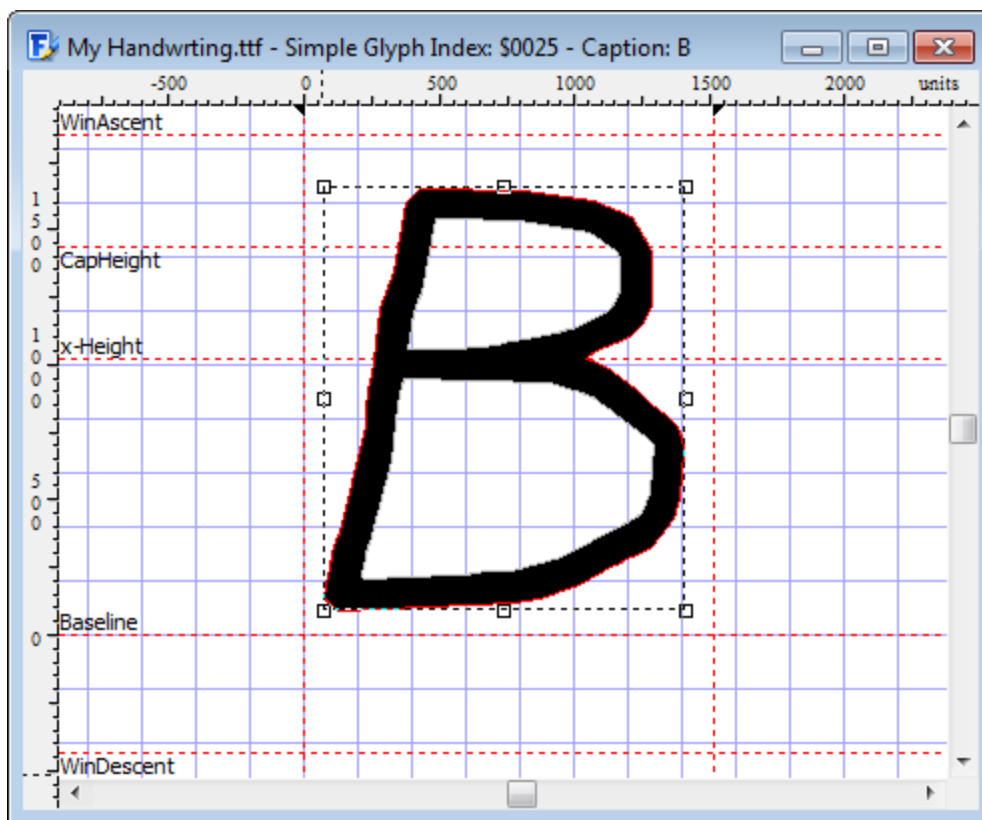 My Handwrting.ttf - Simple Glyph Index: $0025 - Caption: B
-500 0 500 1000 1500 2000 units
WinAscent
1500
CapHeight
x-Height
1000
500
Baseline
0
WinDescent
B